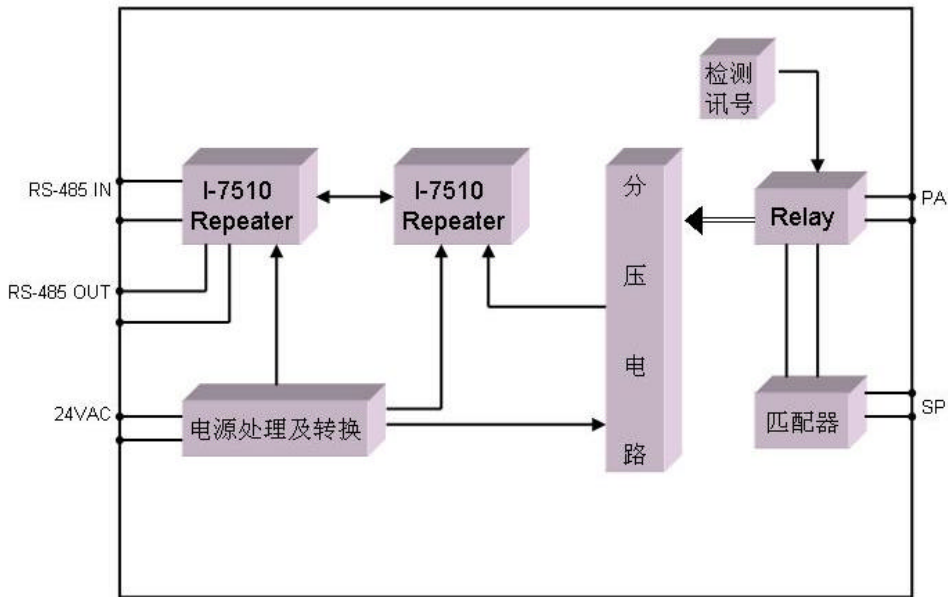 检测
讯号
RS-485 IN
I-7510
Repeater
I-7510
Repeater
分
压
电
路
Relay
PA
RS-485 OUT
24VAC
电源处理及转换
匹配器
SP